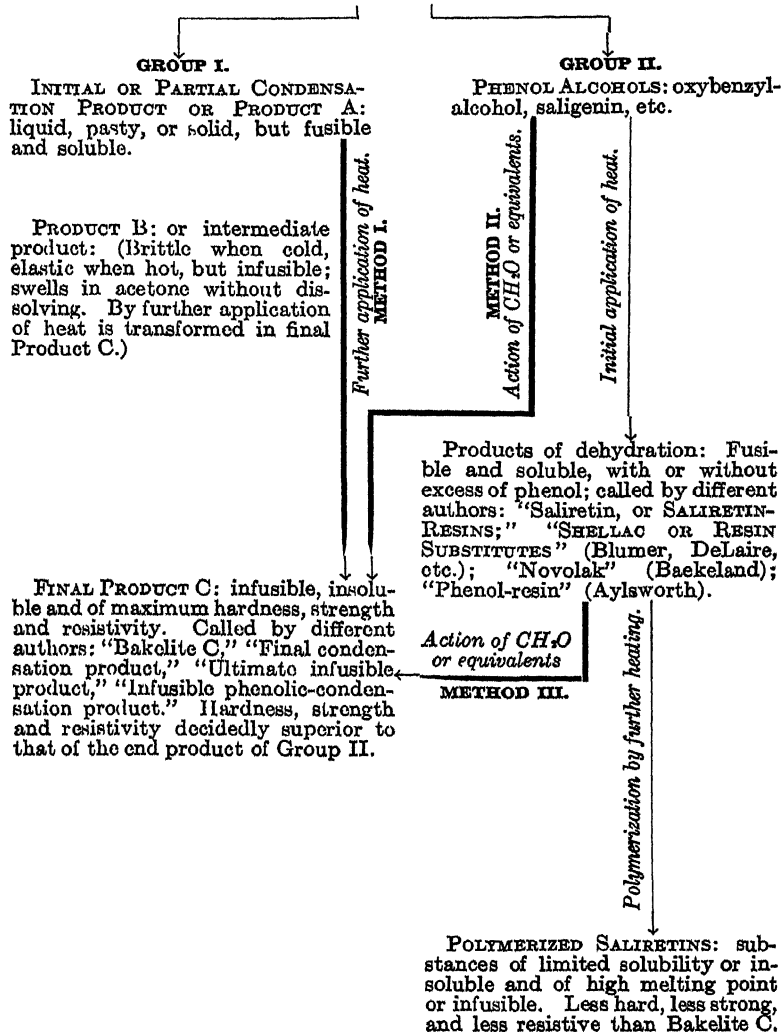 GROUP I.
INITIAL OR PARTIAL CONDENSA-
TION PRODUCT OR PRODUCT A:
liquid, pasty, or solid, but fusible
and soluble.
PRODUCT B: or intermediate
product: (Brittle when cold,
elastic when hot, but infusible;
swells in acetone without dis-
solving. By further application
of heat is transformed in final
Product C.)
Further application of heat.
METHOD I.
GROUP II.
PHENOL ALCOHOLS: oxybenzyl-
alcohol, saligenin, etc.
METHOD II.
Action of CH₂O or equivalents.
Initial application of heat.
Products of dehydration: Fusi-
ble and soluble, with or without
excess of phenol; called by different
authors: "Saliretin, or SALIRETIN-
RESINS;" "SHELLAC OR RESIN
SUBSTITUTES" (Blumer, DeLaire,
etc.); "Novolak" (Baekeland);
"Phenol-resin" (Aylsworth).
FINAL PRODUCT C: infusible, insolu-
ble and of maximum hardness, strength
and resistivity. Called by different
authors: "Bakelite C," "Final conden-
sation product," "Ultimate infusible
product," "Infusible phenolic-conden-
sation product." Hardness, strength
and resistivity decidedly superior to
that of the end product of Group II.
Action of CH₂O
or equivalents
METHOD III.
Polymerization by further heating.
POLYMERIZED SALIRETINS: sub-
stances of limited solubility or in-
soluble and of high melting point
or infusible. Less hard, less strong,
and less resistive than Bakelite C.